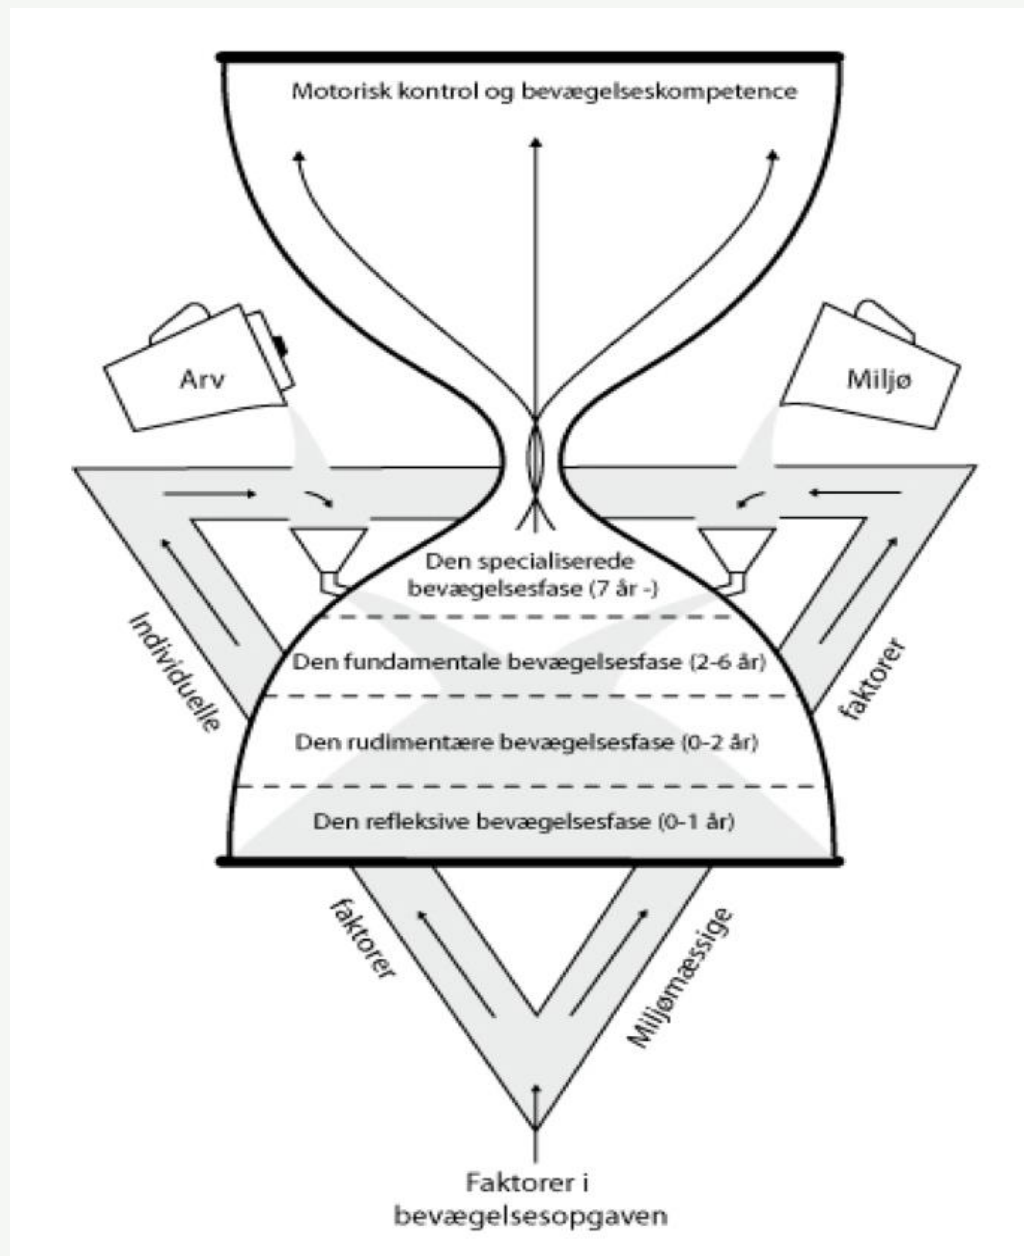 Motorisk kontrol og bevægelseskompetence
Arv
Miljø
Den specialiserede
bevægelsesfase (7 år -)
Den fundamentale bevægelsesfase (2-6 år)
Den rudimentære bevægelsesfase (0-2 år)
Den refleksive bevægelsesfase (0-1 år)
Individuelle
faktorer
Miljømæssige
faktorer
Faktorer i
bevægelsesopgaven